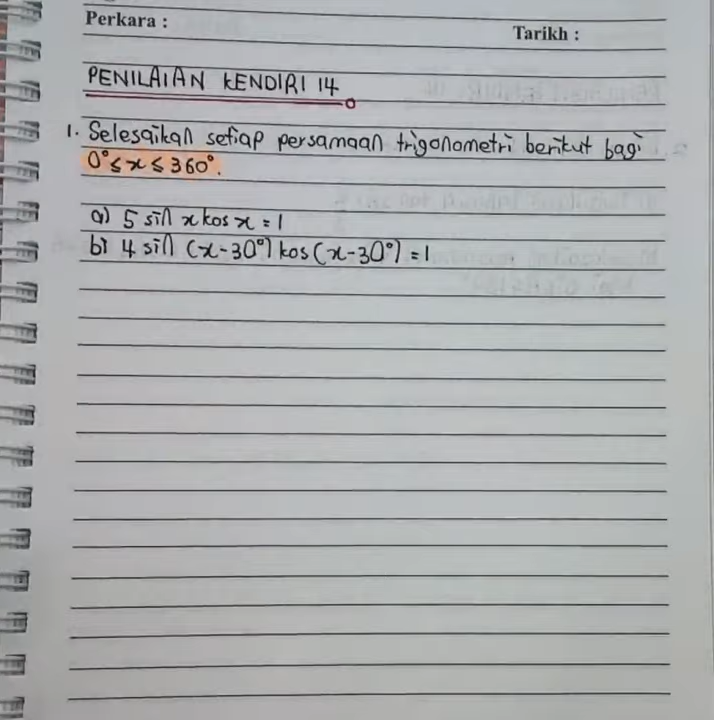 Perkara :
Tarikh :
PENILAIAN KENDIRI 14
1. Selesaikan setiap persamaan trigonometri berikut bagi
0° ≤ x ≤ 360°.
a) 5 sin x kos x = 1
b) 4 sin (x-30°) kos (x-30°) = 1